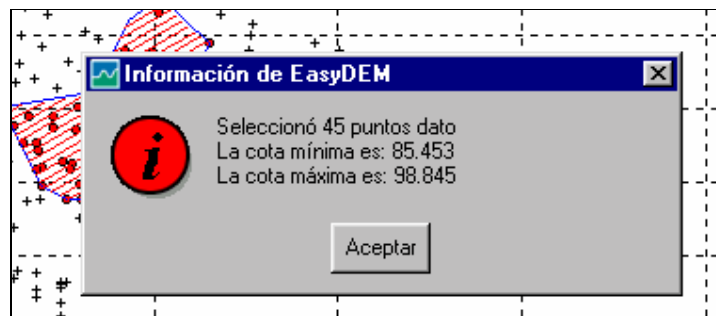 Información de EasyDEM
Seleccionó 45 puntos dato
La cota mínima es: 85.453
La cota máxima es: 98.845
Aceptar